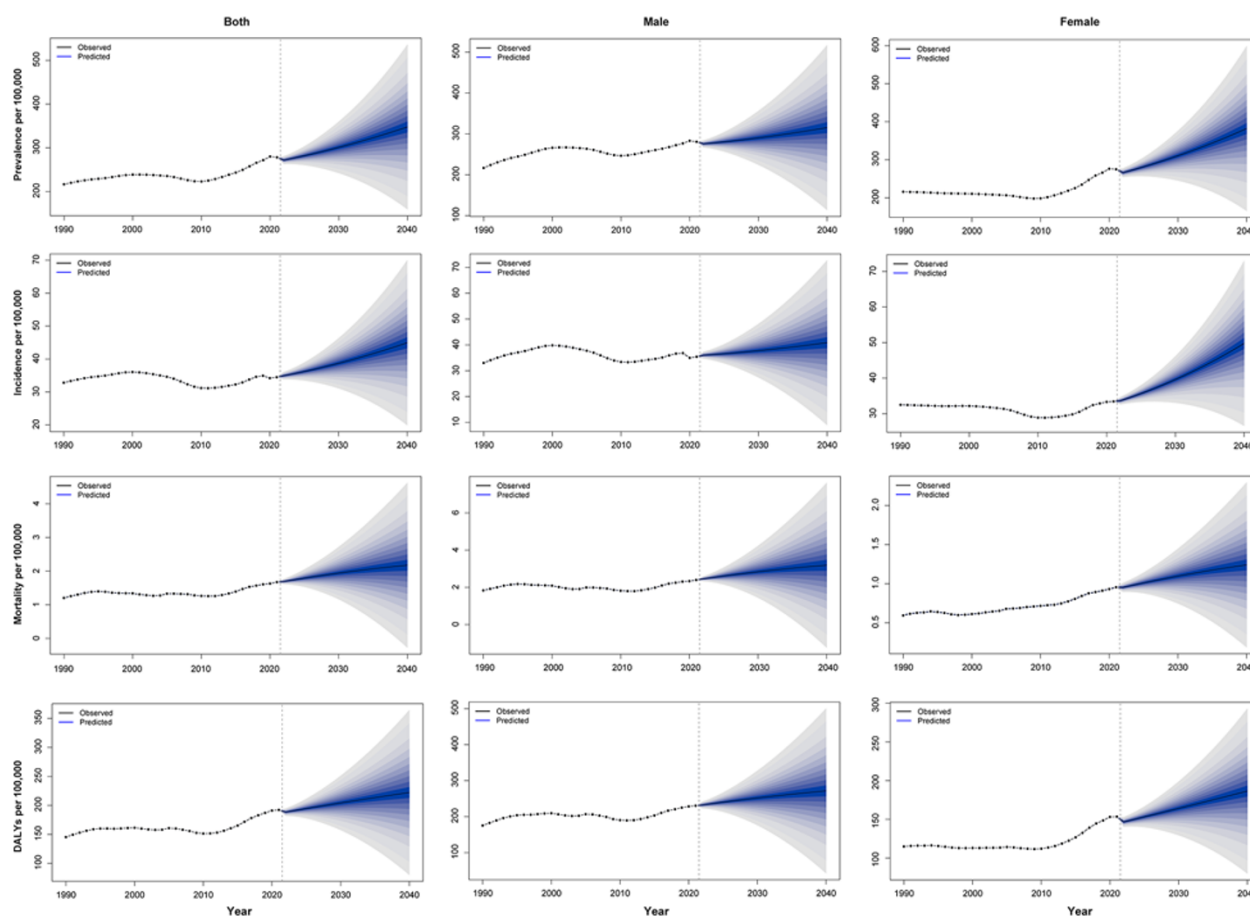 Both Male Female
Prevalence per 100,000
Observed
Predicted
500
400
300
200
1990 2000 2010 2020 2030 2040
Observed
Predicted
500
400
300
200
100
1990 2000 2010 2020 2030 2040
Observed
Predicted
600
500
400
300
200
1990 2000 2010 2020 2030 204
Incidence per 100,000
Observed
Predicted
70
60
50
40
30
20
1990 2000 2010 2020 2030 2040
Observed
Predicted
70
60
50
40
30
20
10
1990 2000 2010 2020 2030 2040
Observed
Predicted
70
60
50
40
30
1990 2000 2010 2020 2030 204
Mortality per 100,000
Observed
Predicted
4
3
2
1
0
1990 2000 2010 2020 2030 2040
Observed
Predicted
6
4
2
0
1990 2000 2010 2020 2030 2040
Observed
Predicted
2.0
1.5
1.0
0.5
1990 2000 2010 2020 2030 204
DALYs per 100,000
Observed
Predicted
350
300
250
200
150
100
1990 2000 2010 2020 2030 2040
Observed
Predicted
500
400
300
200
100
1990 2000 2010 2020 2030 2040
Observed
Predicted
300
250
200
150
100
1990 2000 2010 2020 2030 204
Year Year Year